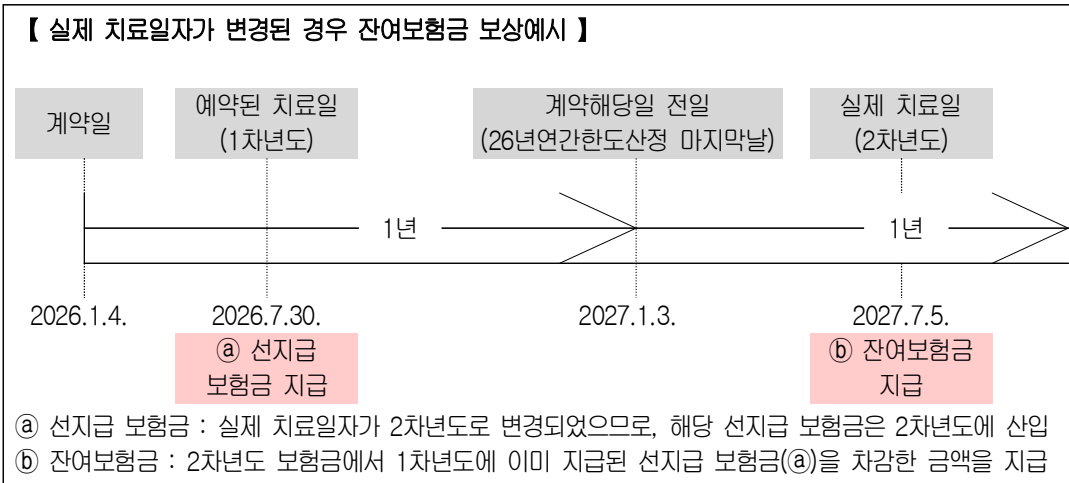 【 실제 치료일자가 변경된 경우 잔여보험금 보상예시 】
계약일
예약된 치료일
(1차년도)
계약해당일 전일
(26년연간한도산정 마지막날)
실제 치료일
(2차년도)
1년
1년
2026.1.4.
2026.7.30.
2027.1.3.
2027.7.5.
ⓐ 선지급
보험금 지급
ⓑ 잔여보험금
지급
ⓐ 선지급 보험금 : 실제 치료일자가 2차년도로 변경되었으므로, 해당 선지급 보험금은 2차년도에 산입
ⓑ 잔여보험금 : 2차년도 보험금에서 1차년도에 이미 지급된 선지급 보험금(ⓐ)을 차감한 금액을 지급